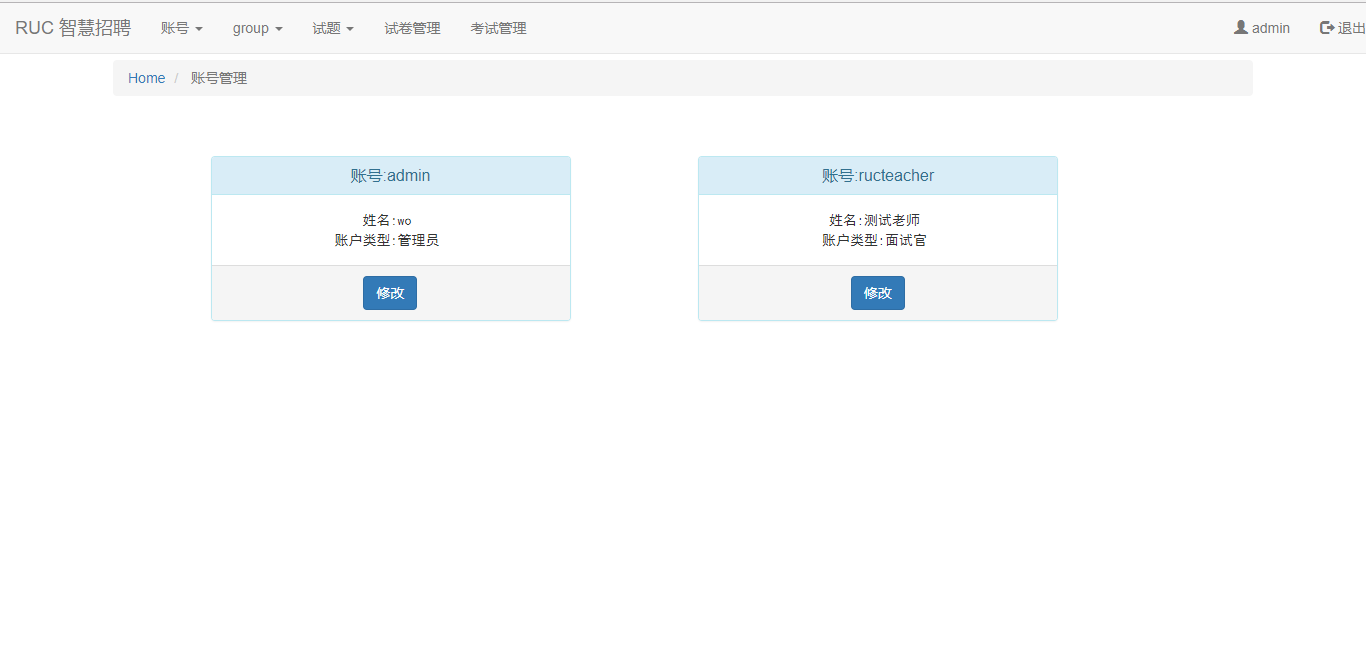 RUC 智慧招聘 账号 group 试题 试卷管理 考试管理 admin 退出
Home / 账号管理
账号:admin
姓名:wo
账户类型:管理员
修改
账号:ructeacher
姓名:测试老师
账户类型:面试官
修改